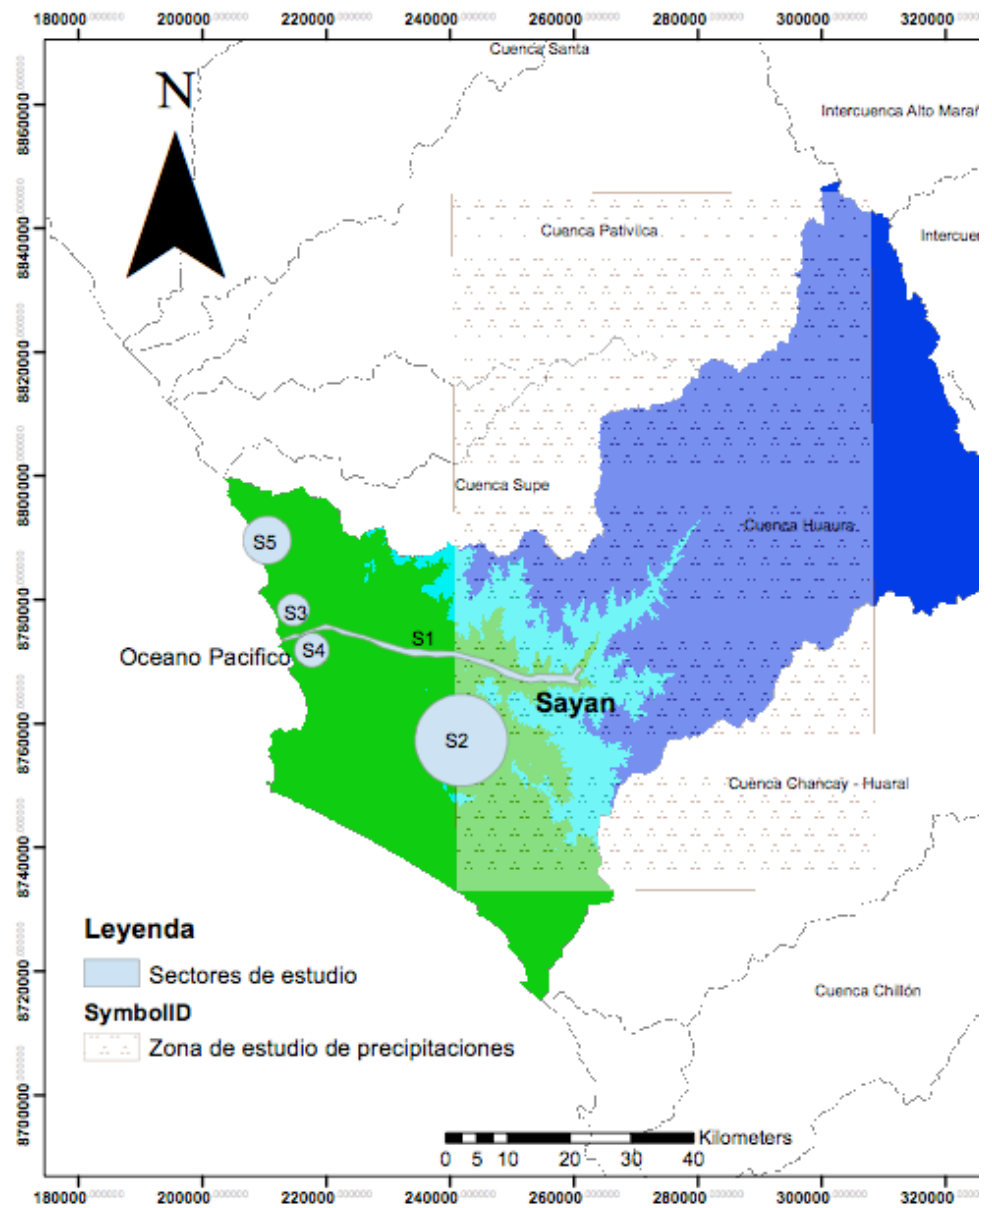 180000 200000 220000 240000 260000 280000 300000 320000
Cuenca Santa
N
Intercuenca Alto Marañ
8860000
Cuenca Pativilca
Intercuen
8840000
8820000
8800000
Cuenca Supe
Cuenca Huaura
S5
8780000
S3
S1
S4
Oceano Pacifico
Sayan
8760000
S2
Cuenca Chancay - Huaral
8740000
Leyenda
Sectores de estudio
8720000
Cuenca Chillón
SymbolID
Zona de estudio de precipitaciones
8700000
Kilometers
0 5 10 20 30 40
180000 200000 220000 240000 260000 280000 300000 320000